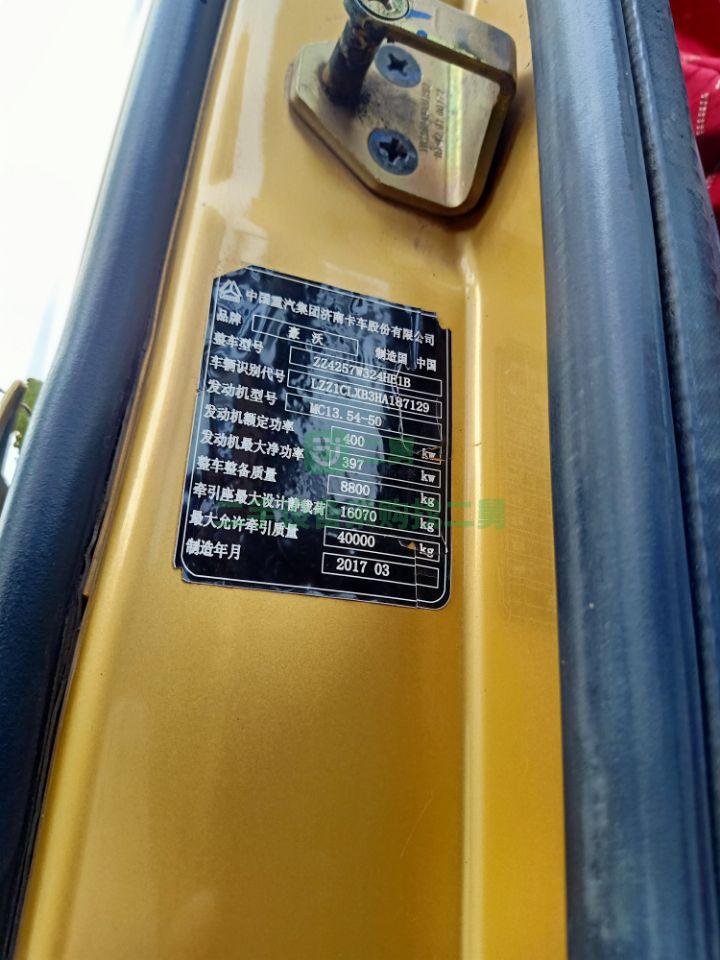 中国重汽集团济南卡车股份有限公司
品牌 豪沃 制造国 中国
整车型号 ZZ4257W324HE1B
车辆识别代号 LZZ1CLXB3HA187129
发动机型号 MC13.54-50
发动机额定功率 400 kw
发动机最大净功率 397 kw
整车整备质量 8800 kg
牵引座最大设计静载荷 16070 kg
最大允许牵引质量 40000 kg
制造年月 2017 03